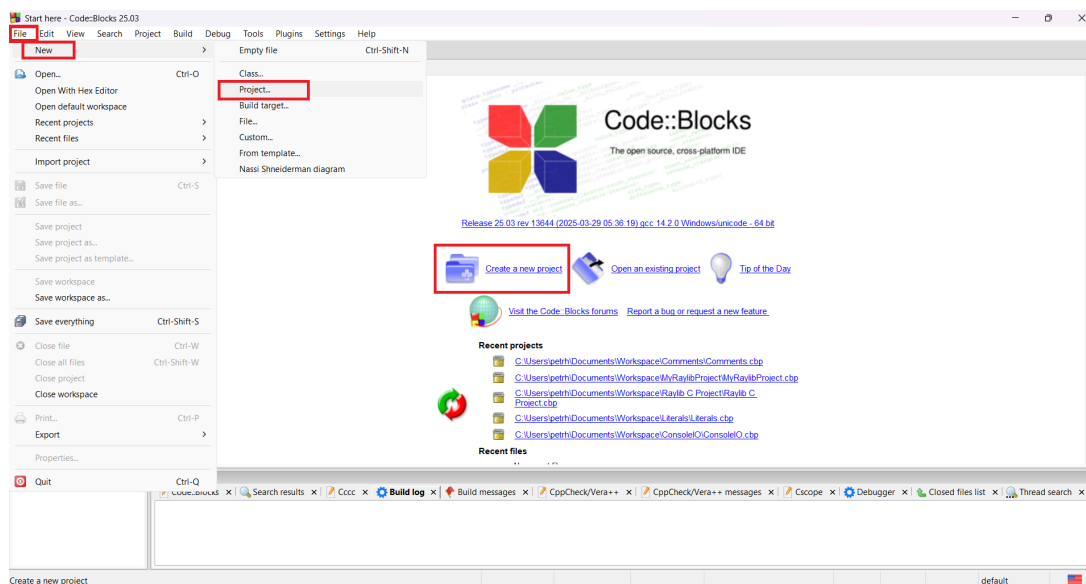 Start here - Code::Blocks 25.03
File Edit View Search Project Build Debug Tools Plugins Settings Help
New
Open... Ctrl-O
Open With Hex Editor
Open default workspace
Recent projects
Recent files
Import project
Save file Ctrl-S
Save file as...
Save project
Save project as...
Save project as template...
Save workspace
Save workspace as...
Save everything Ctrl-Shift-S
Close file Ctrl-W
Close all files Ctrl-Shift-W
Close project
Close workspace
Print... Ctrl-P
Export
Properties...
Quit Ctrl-Q
Empty file Ctrl-Shift-N
Class...
Project...
Build target...
File...
Custom...
From template...
Nassi Shneiderman diagram
Code::Blocks
The open source, cross-platform IDE
Release 25.03 rev 13644 (2025-03-29 05:36:19) gcc 14.2.0 Windows/unicode - 64 bit
Create a new project Open an existing project Tip of the Day
Visit the Code::Blocks forums Report a bug or request a new feature
Recent projects
C:\Users\petrh\Documents\Workspace\Comments\Comments.cbp
C:\Users\petrh\Documents\Workspace\MyRaylibProject\MyRaylibProject.cbp
C:\Users\petrh\Documents\Workspace\Raylib C Project\Raylib C
Project.cbp
C:\Users\petrh\Documents\Workspace\Literals\Literals.cbp
C:\Users\petrh\Documents\Workspace\ConsoleIO\ConsoleIO.cbp
Recent files
Code::Blocks Search results Cccc Build log Build messages CppCheck/Vera++ CppCheck/Vera++ messages Cscope Debugger Closed files list Thread search
Create a new project default